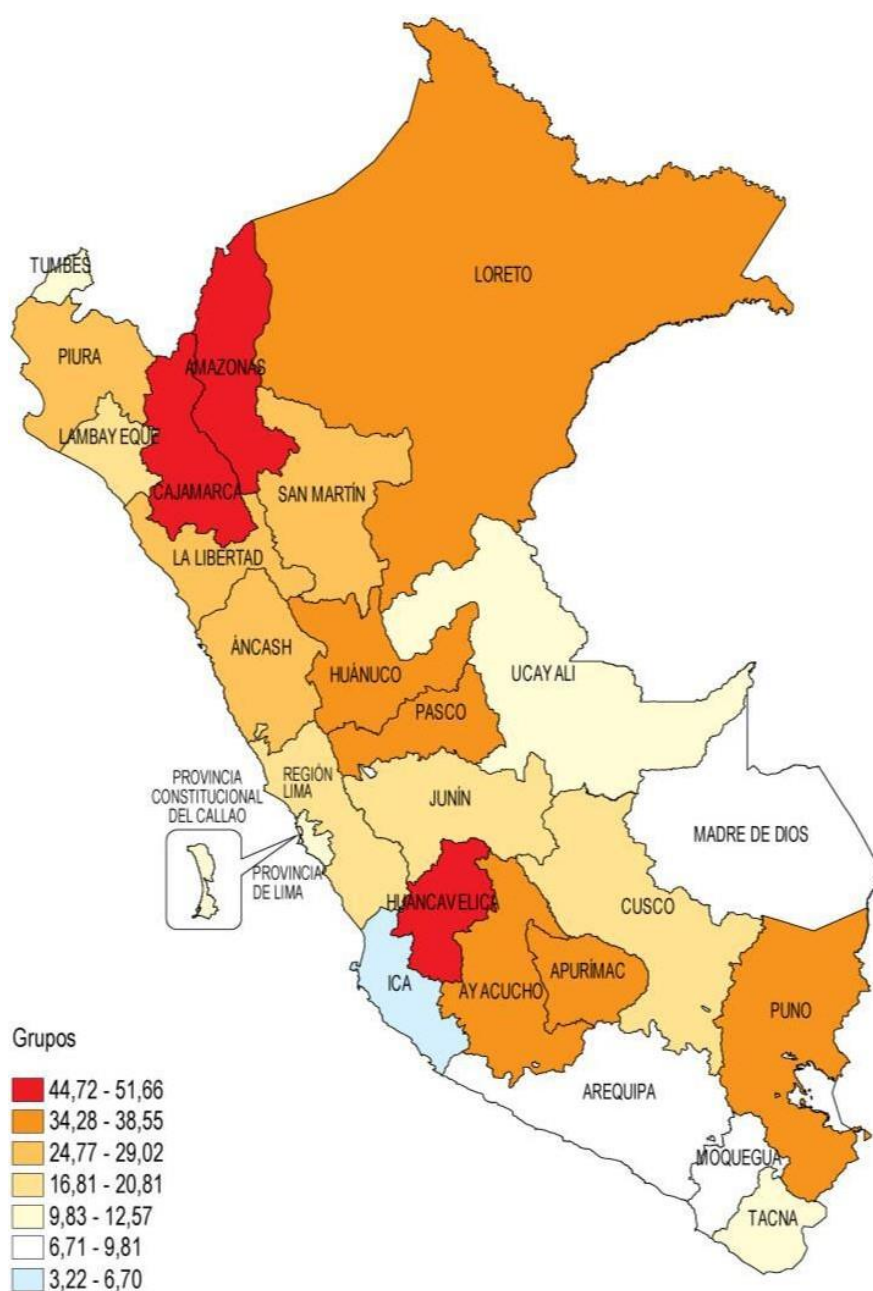 LORETO
TUMBES
PIURA
AMAZONAS
LAMBAYEQUE
CAJAMARCA
SAN MARTÍN
LA LIBERTAD
ÁNCASH
HUÁNUCO
UCAYALI
PASCO
PROVINCIA
CONSTITUCIONAL
DEL CALLAO
REGIÓN
LIMA
JUNÍN
MADRE DE DIOS
PROVINCIA
DE LIMA
HUANCAVELICA
CUSCO
ICA
AYACUCHO
APURÍMAC
PUNO
AREQUIPA
MOQUEGUA
TACNA
Grupos
44,72 - 51,66
34,28 - 38,55
24,77 - 29,02
16,81 - 20,81
9,83 - 12,57
6,71 - 9,81
3,22 - 6,70